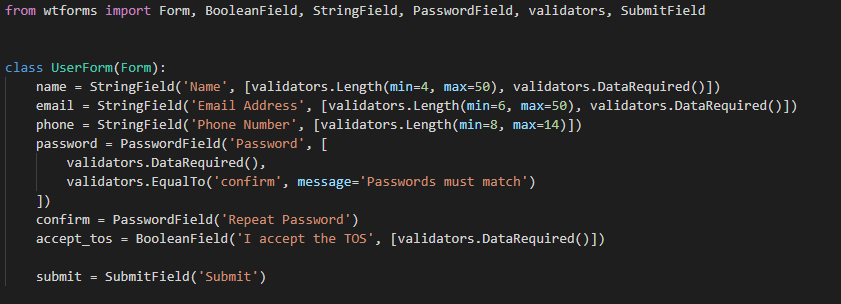 from wtforms import Form, BooleanField, StringField, PasswordField, validators, SubmitField
class UserForm(Form):
    name = StringField('Name', [validators.Length(min=4, max=50), validators.DataRequired()])
    email = StringField('Email Address', [validators.Length(min=6, max=50), validators.DataRequired()])
    phone = StringField('Phone Number', [validators.Length(min=8, max=14)])
    password = PasswordField('Password', [
        validators.DataRequired(),
        validators.EqualTo('confirm', message='Passwords must match')
    ])
    confirm = PasswordField('Repeat Password')
    accept_tos = BooleanField('I accept the TOS', [validators.DataRequired()])
    submit = SubmitField('Submit')